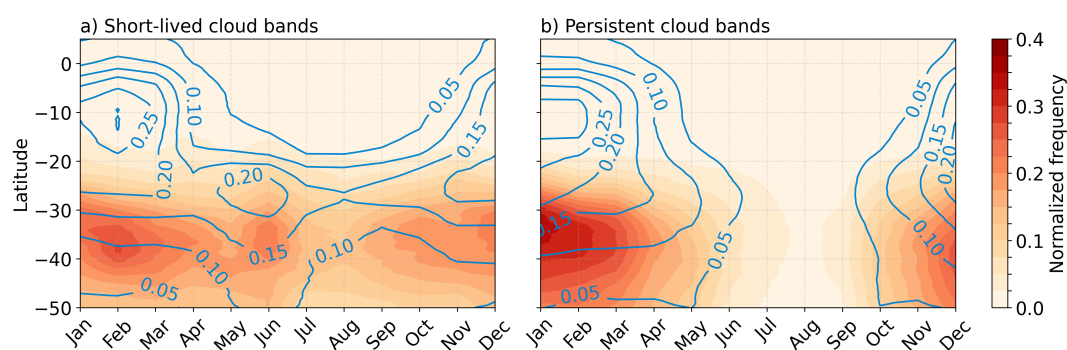 a) Short-lived cloud bands
b) Persistent cloud bands
Latitude
0
−10
−20
−30
−40
−50
0.05
0.10
0.15
0.25
0.20
0.20
0.15
0.10
0.10
0.05
Jan
Feb
Mar
Apr
May
Jun
Jul
Aug
Sep
Oct
Nov
Dec
0.10
0.05
0.25
0.20
0.15
0.20
0.15
0.10
0.05
0.05
Jan
Feb
Mar
Apr
May
Jun
Jul
Aug
Sep
Oct
Nov
Dec
0.4
0.3
0.2
0.1
0.0
Normalized frequency